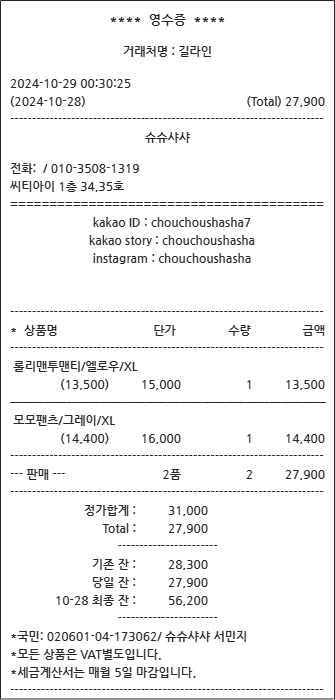 **** 영수증 ****
거래처명 : 길라인
2024-10-29 00:30:25
(2024-10-28) (Total) 27,900
슈슈샤샤
전화: / 010-3508-1319
씨티아이 1층 34,35호
kakao ID : chouchoushasha7
kakao story : chouchoushasha
instagram : chouchoushasha
* 상품명 단가 수량 금액
롤리맨투맨티/엘로우/XL
(13,500) 15,000 1 13,500
모모팬츠/그레이/XL
(14,400) 16,000 1 14,400
--- 판매 --- 2품 2 27,900
정가합계 : 31,000
Total : 27,900
기존 잔 : 28,300
당일 잔 : 27,900
10-28 최종 잔 : 56,200
*국민: 020601-04-173062/ 슈슈샤샤 서민지
*모든 상품은 VAT별도입니다.
*세금계산서는 매월 5일 마감입니다.